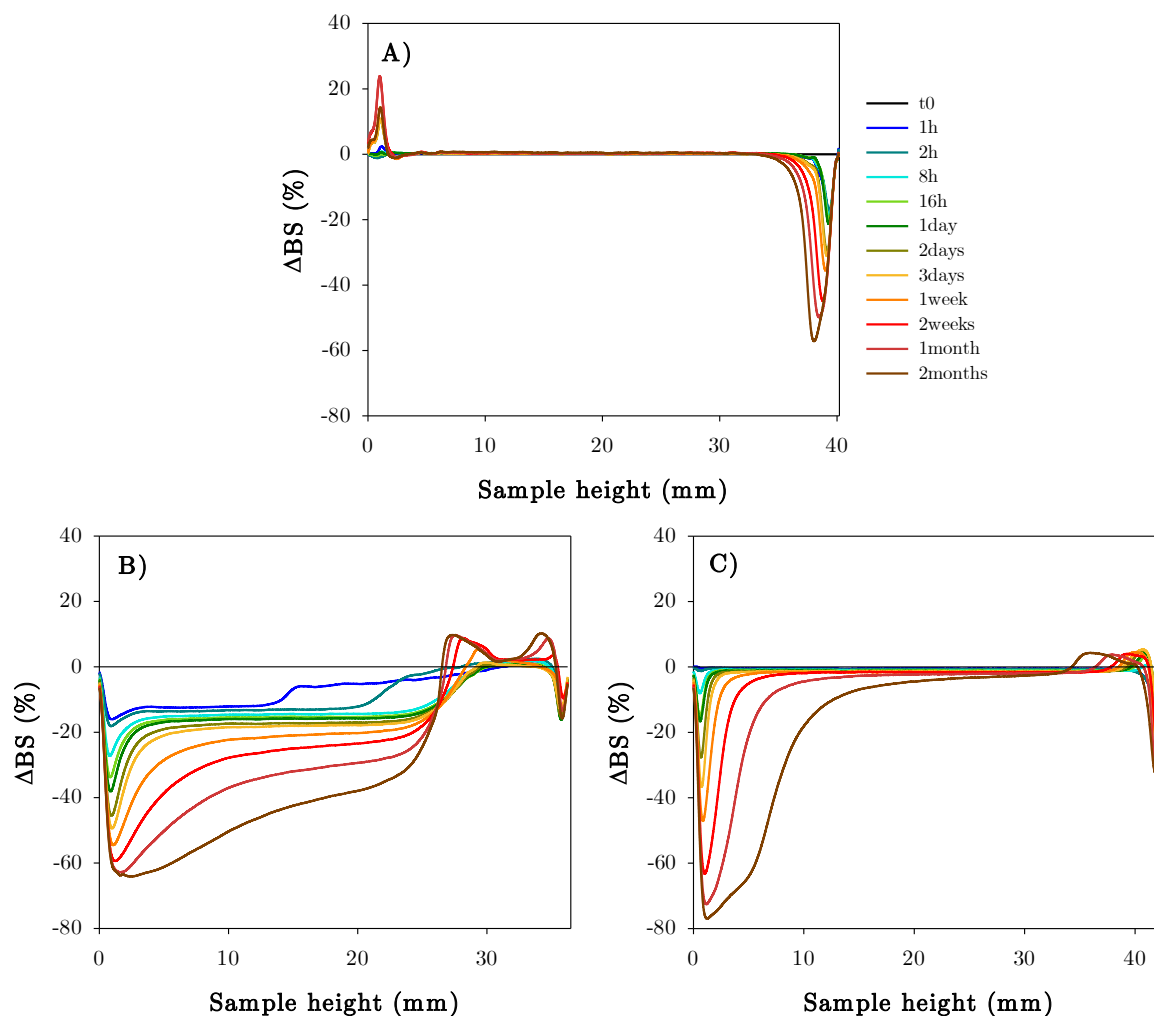 A)
40
20
0
-20
-40
-60
-80
ΔBS (%)
0 10 20 30 40
Sample height (mm)
t0
1h
2h
8h
16h
1day
2days
3days
1week
2weeks
1month
2months
B)
40
20
0
-20
-40
-60
-80
ΔBS (%)
0 10 20 30
Sample height (mm)
C)
40
20
0
-20
-40
-60
-80
ΔBS (%)
0 10 20 30 40
Sample height (mm)